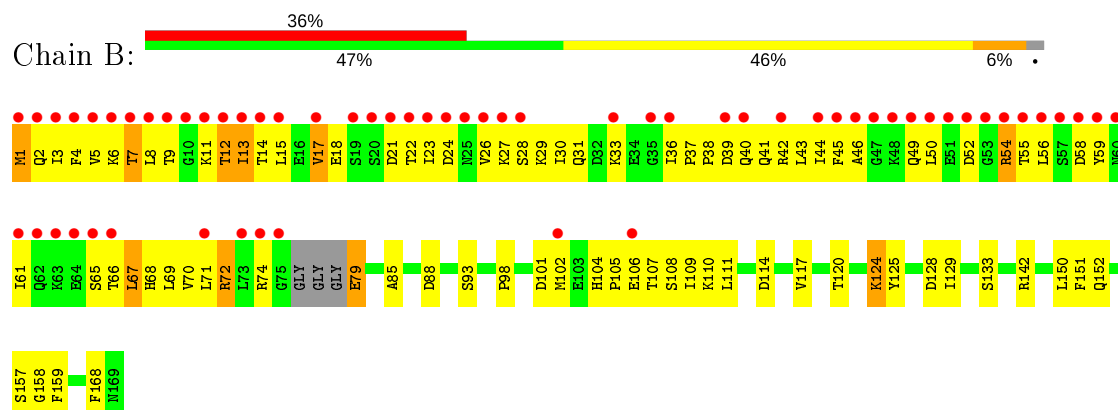 36%
Chain B:
47% 46% 6% •
M1 Q2 I3 F4 V5 K6 T7 L8 T9 G10 K11 T12 I13 T14 L15 E16 V17 E18 S19 S20 D21 T22 I23 D24 N25 V26 K27 S28 K29 I30 Q31 D32 K33 E34 G35 I36 P37 P38 D39 Q40 Q41 R42 L43 I44 F45 A46 G47 K48 Q49 L50 E51 D52 G53 R54 T55 L56 S57 D58 Y59 N60
I61 Q62 K63 E64 S65 T66 L67 H68 L69 V70 L71 R72 L73 R74 G75 GLY GLY GLY E79 A85 D88 S93 P98 D101 M102 E103 H104 P105 E106 T107 S108 I109 K110 L111 D114 V117 T120 K124 Y125 D128 I129 S133 R142 L150 F151 Q152
S157 G158 F159 F168 N169